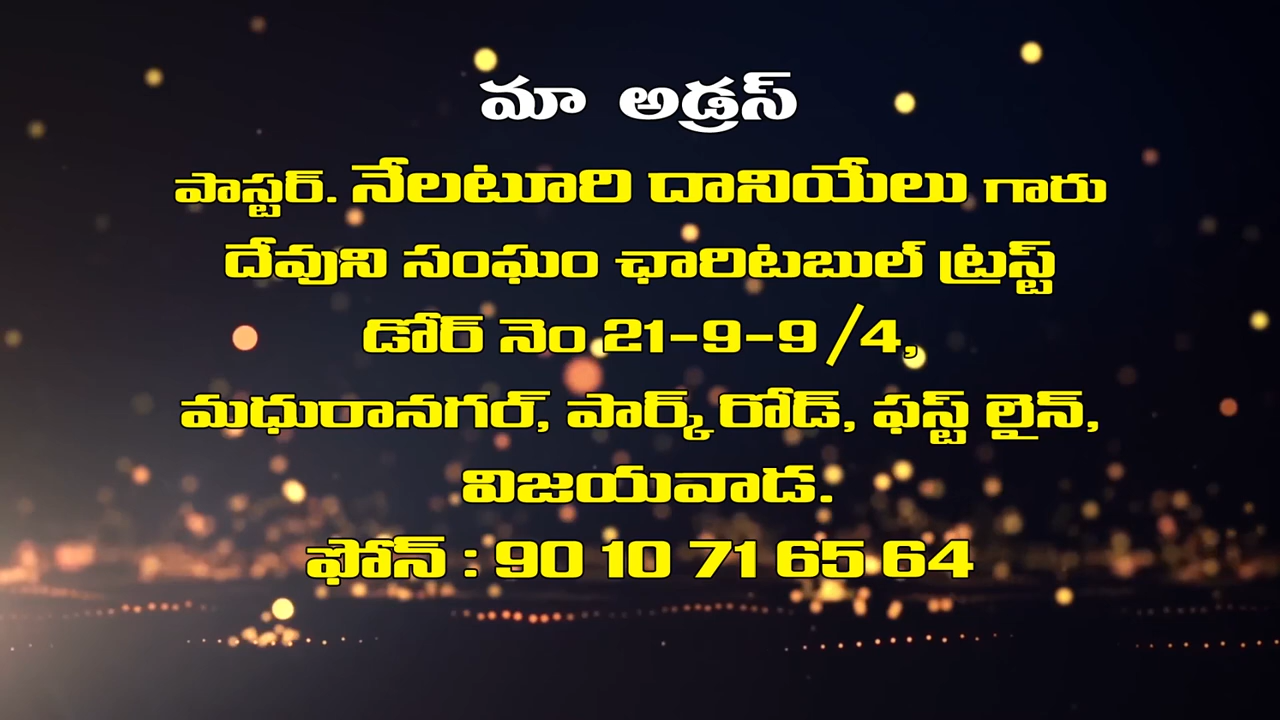 మా అడ్రస్
పాస్టర్. నేలటూరి దానియేలు గారు
దేవుని సంఘం ఛారిటబుల్ ట్రస్ట్
డోర్ నెం 21-9-9/4,
మధురానగర్, పార్క్ రోడ్, ఫస్ట్ లైన్,
విజయవాడ.
ఫోన్ : 90 10 71 65 64